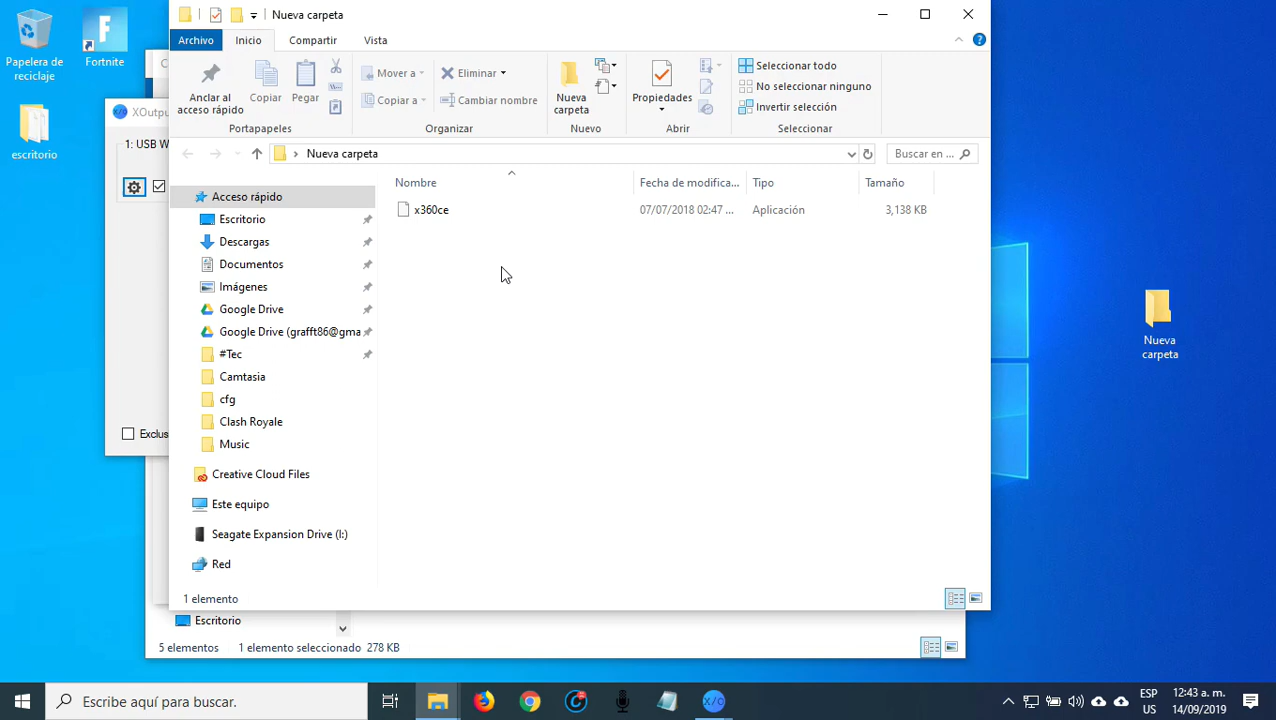 Papelera de
reciclaje
Fortnite
escritorio
XOutpu
1: USB W
Exclus
Nueva carpeta
Archivo
Inicio
Compartir
Vista
Anclar al
acceso rápido
Copiar
Pegar
Portapapeles
Mover a
Copiar a
Eliminar
Cambiar nombre
Organizar
Nueva
carpeta
Nuevo
Propiedades
Abrir
Seleccionar todo
No seleccionar ninguno
Invertir selección
Seleccionar
Nueva carpeta
Buscar en ...
Nombre
Fecha de modifica...
Tipo
Tamaño
x360ce
07/07/2018 02:47 ...
Aplicación
3,138 KB
Acceso rápido
Escritorio
Descargas
Documentos
Imágenes
Google Drive
Google Drive (grafft86@gma
#Tec
Camtasia
cfg
Clash Royale
Music
Creative Cloud Files
Este equipo
Seagate Expansion Drive (I:)
Red
1 elemento
Escritorio
5 elementos
1 elemento seleccionado 278 KB
Nueva
carpeta
Escribe aquí para buscar.
X/O
ESP
US
12:43 a. m.
14/09/2019